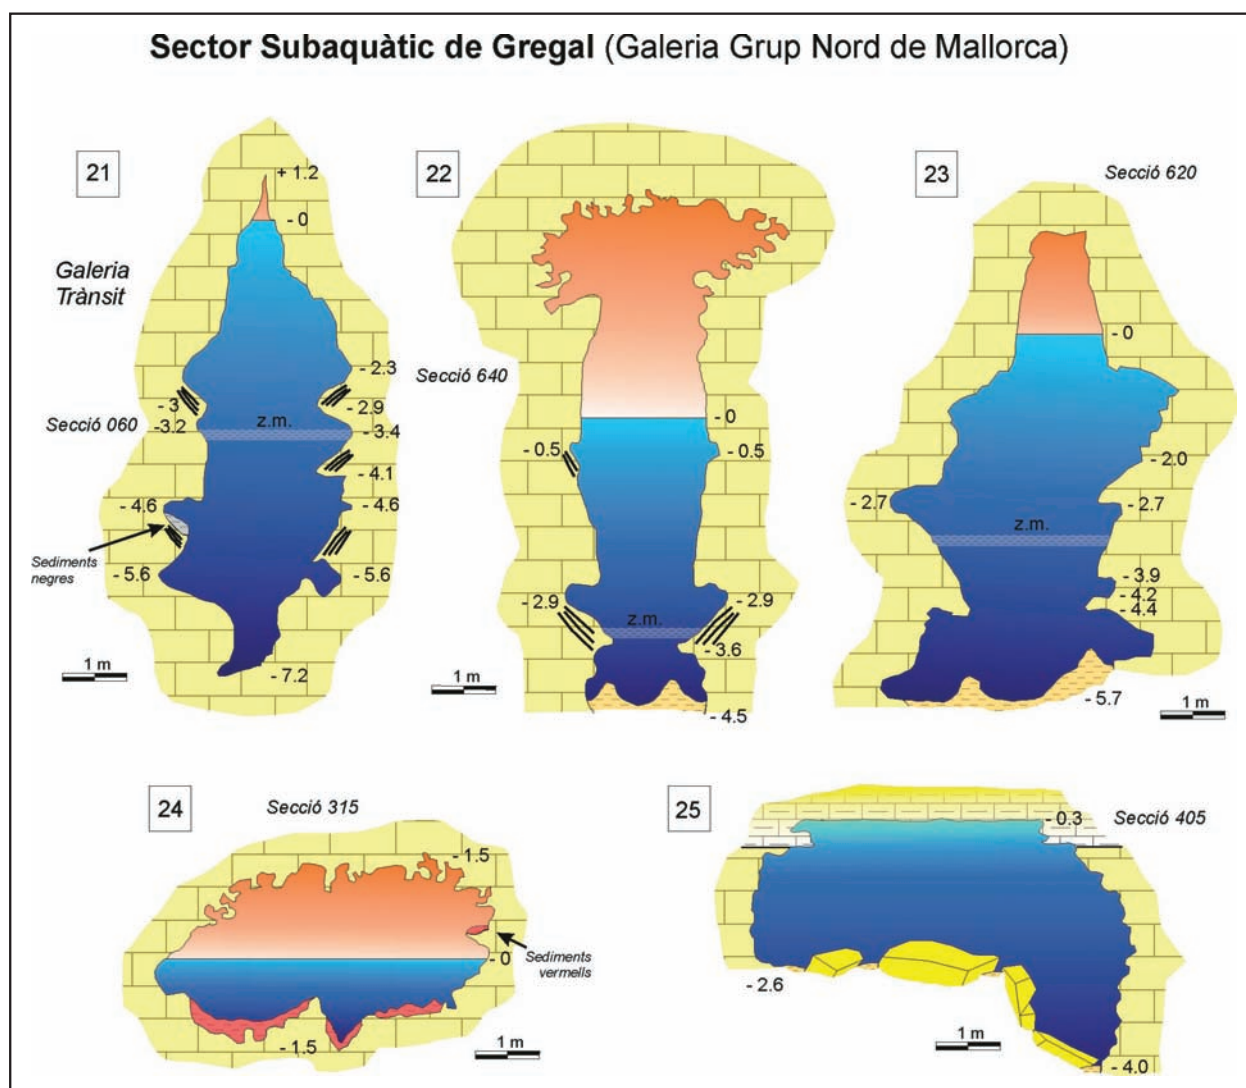 Sector Subaquàtic de Gregal (Galeria Grup Nord de Mallorca)
21
+ 1.2
- 0
Galeria
Trànsit
- 2.3
- 3
- 2.9
Secció 060
-3.2
z.m.
- 3.4
- 4.1
- 4.6
- 4.6
Sediments
negres
- 5.6
- 5.6
1 m
- 7.2
22
Secció 640
- 0
- 0.5
- 0.5
- 2.9
- 2.9
z.m.
- 3.6
1 m
- 4.5
23
Secció 620
- 0
- 2.0
- 2.7
- 2.7
z.m.
- 3.9
- 4.2
- 4.4
- 5.7
1 m
24
Secció 315
- 1.5
- 0
Sediments
vermells
- 1.5
1 m
25
- 0.3
Secció 405
- 2.6
1 m
- 4.0